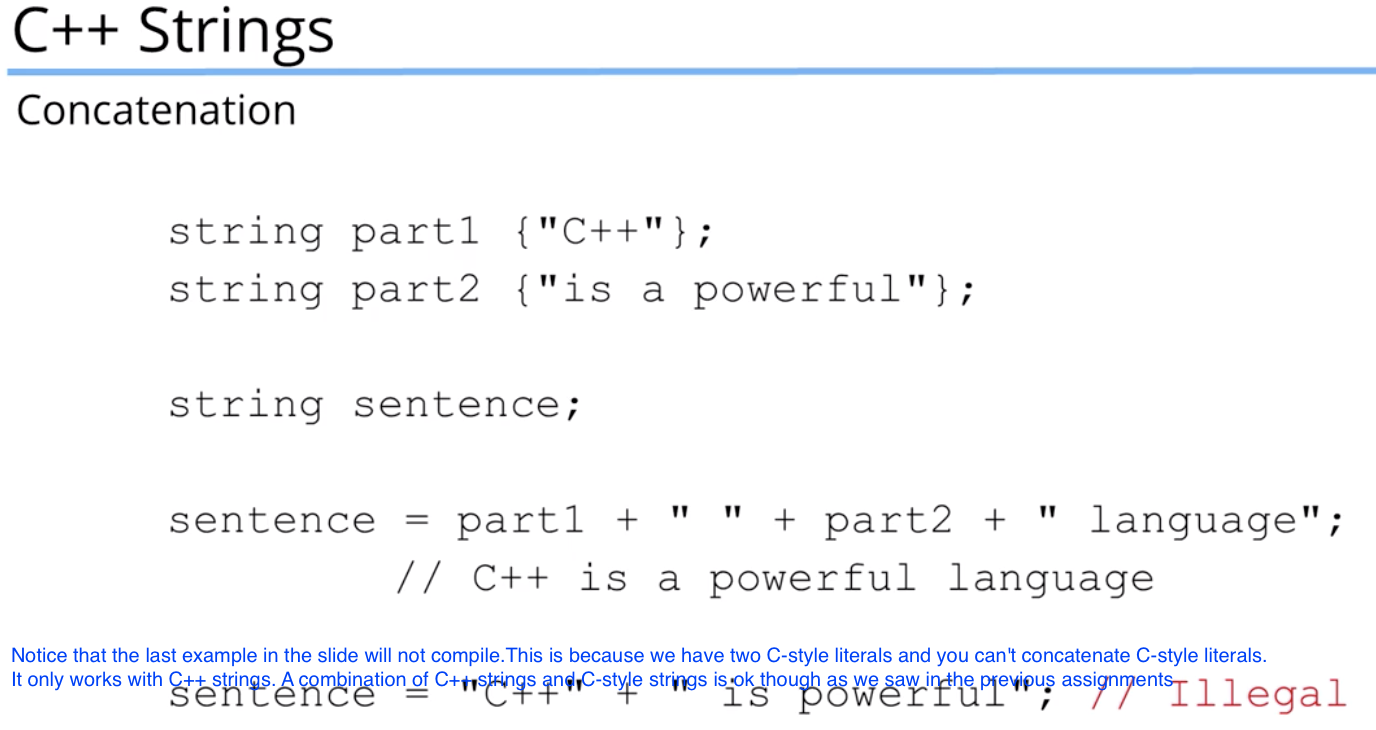 C++ Strings
Concatenation
string part1 {"C++"};
string part2 {"is a powerful"};
string sentence;
sentence = part1 + " " + part2 + " language";
// C++ is a powerful language
Notice that the last example in the slide will not compile.This is because we have two C-style literals and you can't concatenate C-style literals.
It only works with C++ strings. A combination of C++ strings and C-style strings is ok though as we saw in the previous assignments
sentence = "C++" + " is powerful"; // Illegal